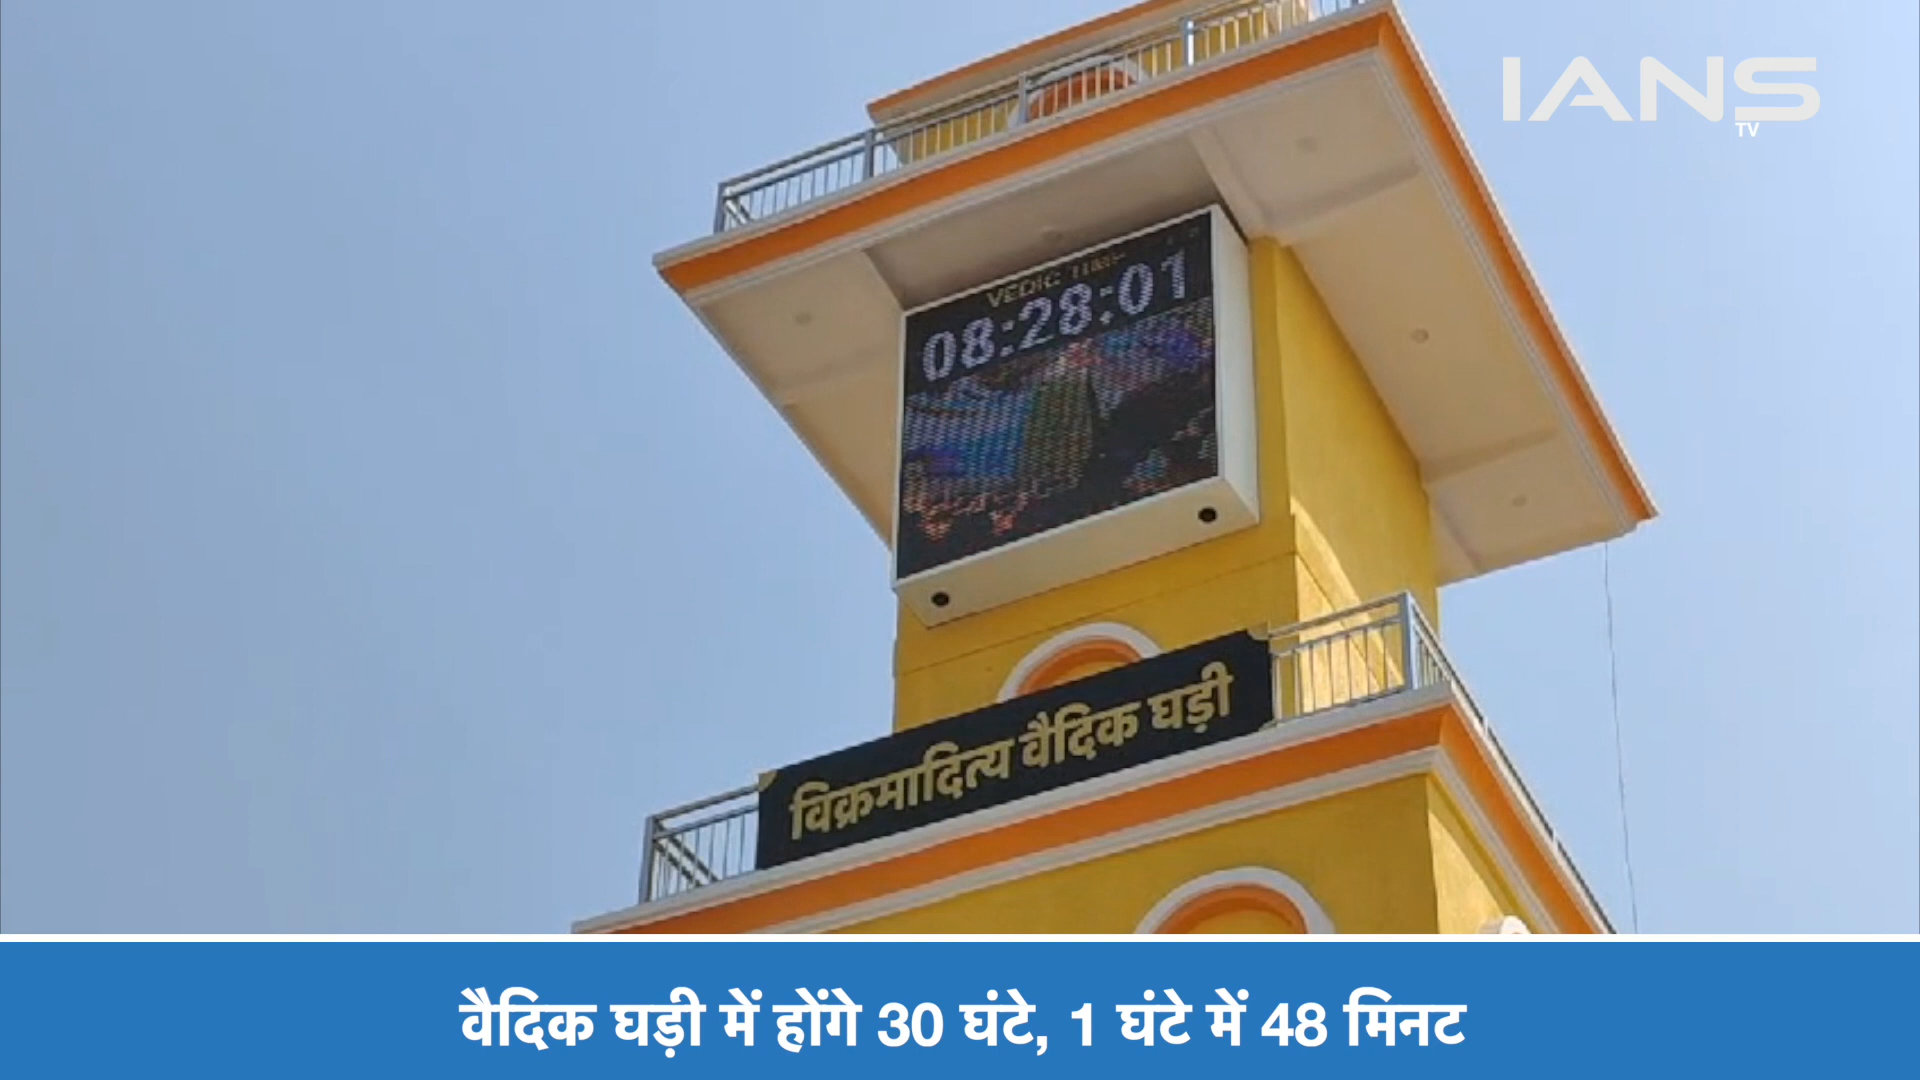 IANS
TV
VEDIC TIME
08:28:01
विक्रमादित्य वैदिक घड़ी
वैदिक घड़ी में होंगे 30 घंटे, 1 घंटे में 48 मिनट